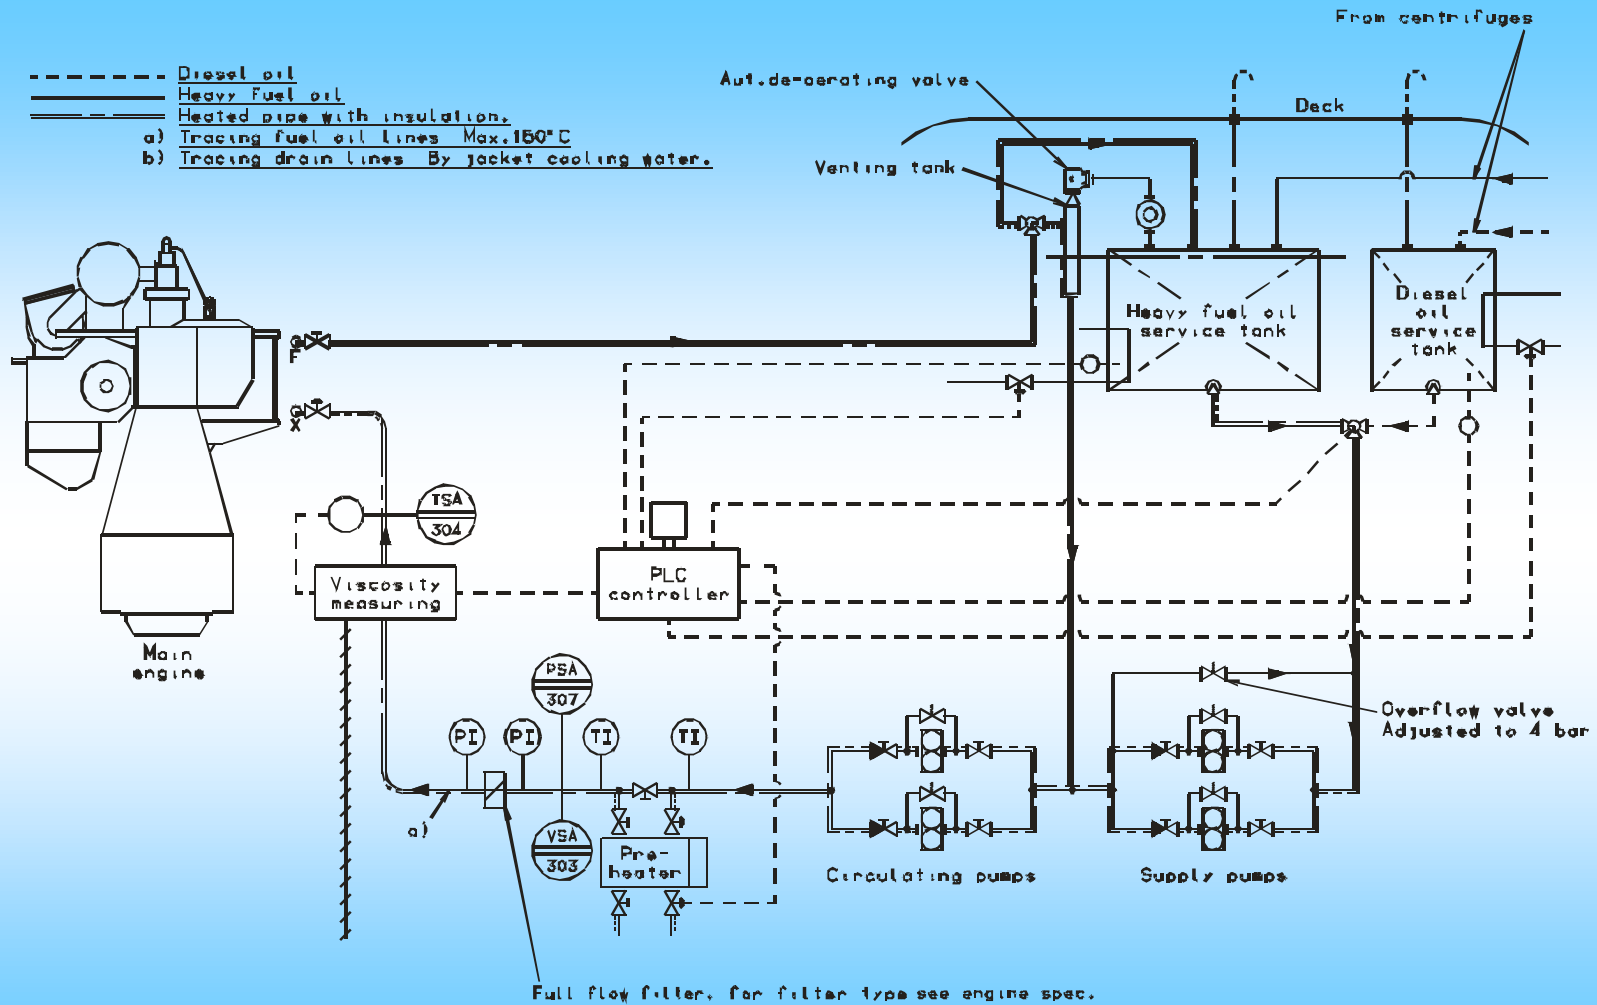 From centrifuges
Diesel oil
Heavy Fuel oil
Heated pipe with insulation.
a) Tracing fuel oil lines Max.150°C
b) Tracing drain lines By jacket cooling water.
Aut.de-aerating valve
Deck
Venting tank
Heavy fuel oil
service tank
Diesel
oil
service
tank
F
X
TSA
304
PLC
controller
Viscosity
measuring
Main
engine
PSA
307
PI
PI
TI
TI
Overflow valve
Adjusted to 4 bar
a)
VSA
303
Pre-
heater
Circulating pumps
Supply pumps
Full flow filter. for filter type see engine spec.